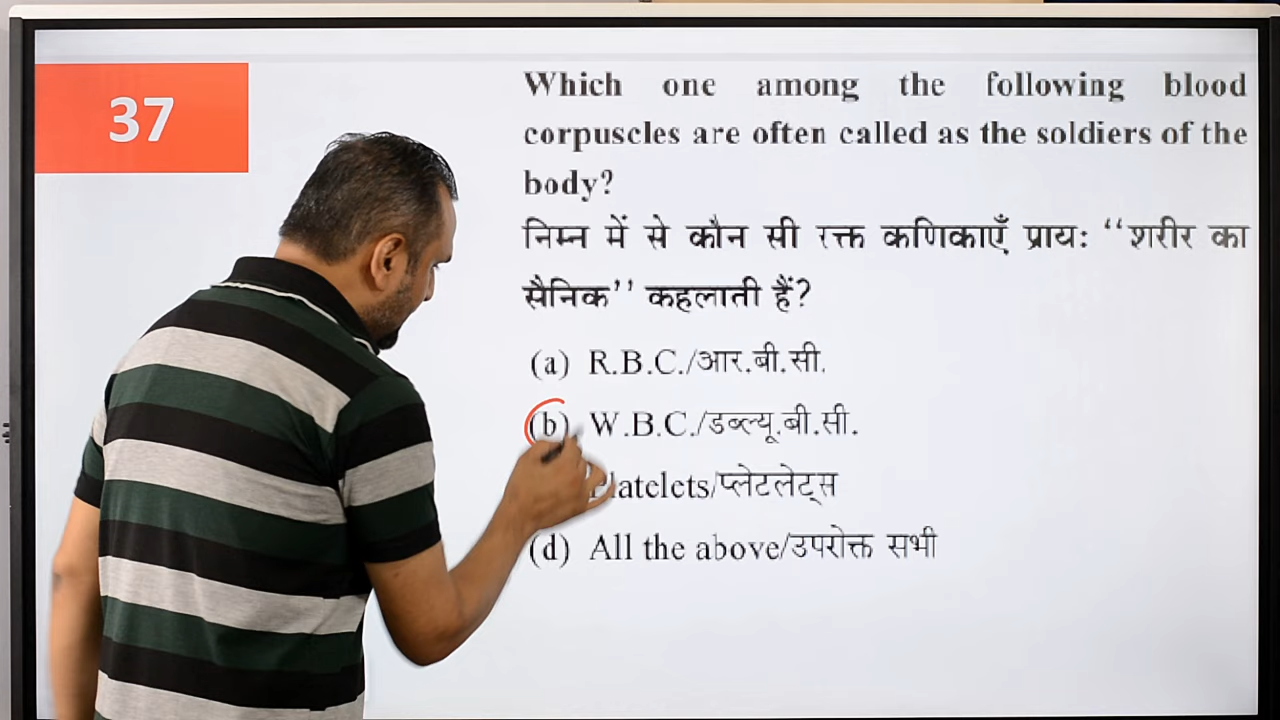 37
Which one among the following blood
corpuscles are often called as the soldiers of the
body?
निम्न में से कौन सी रक्त कणिकाएँ प्रायः ‘‘शरीर का
सैनिक’’ कहलाती हैं?
(a) R.B.C./आर.बी.सी.
(b) W.B.C./डब्ल्यू.बी.सी.
Platelets/प्लेटलेट्स
(d) All the above/उपरोक्त सभी